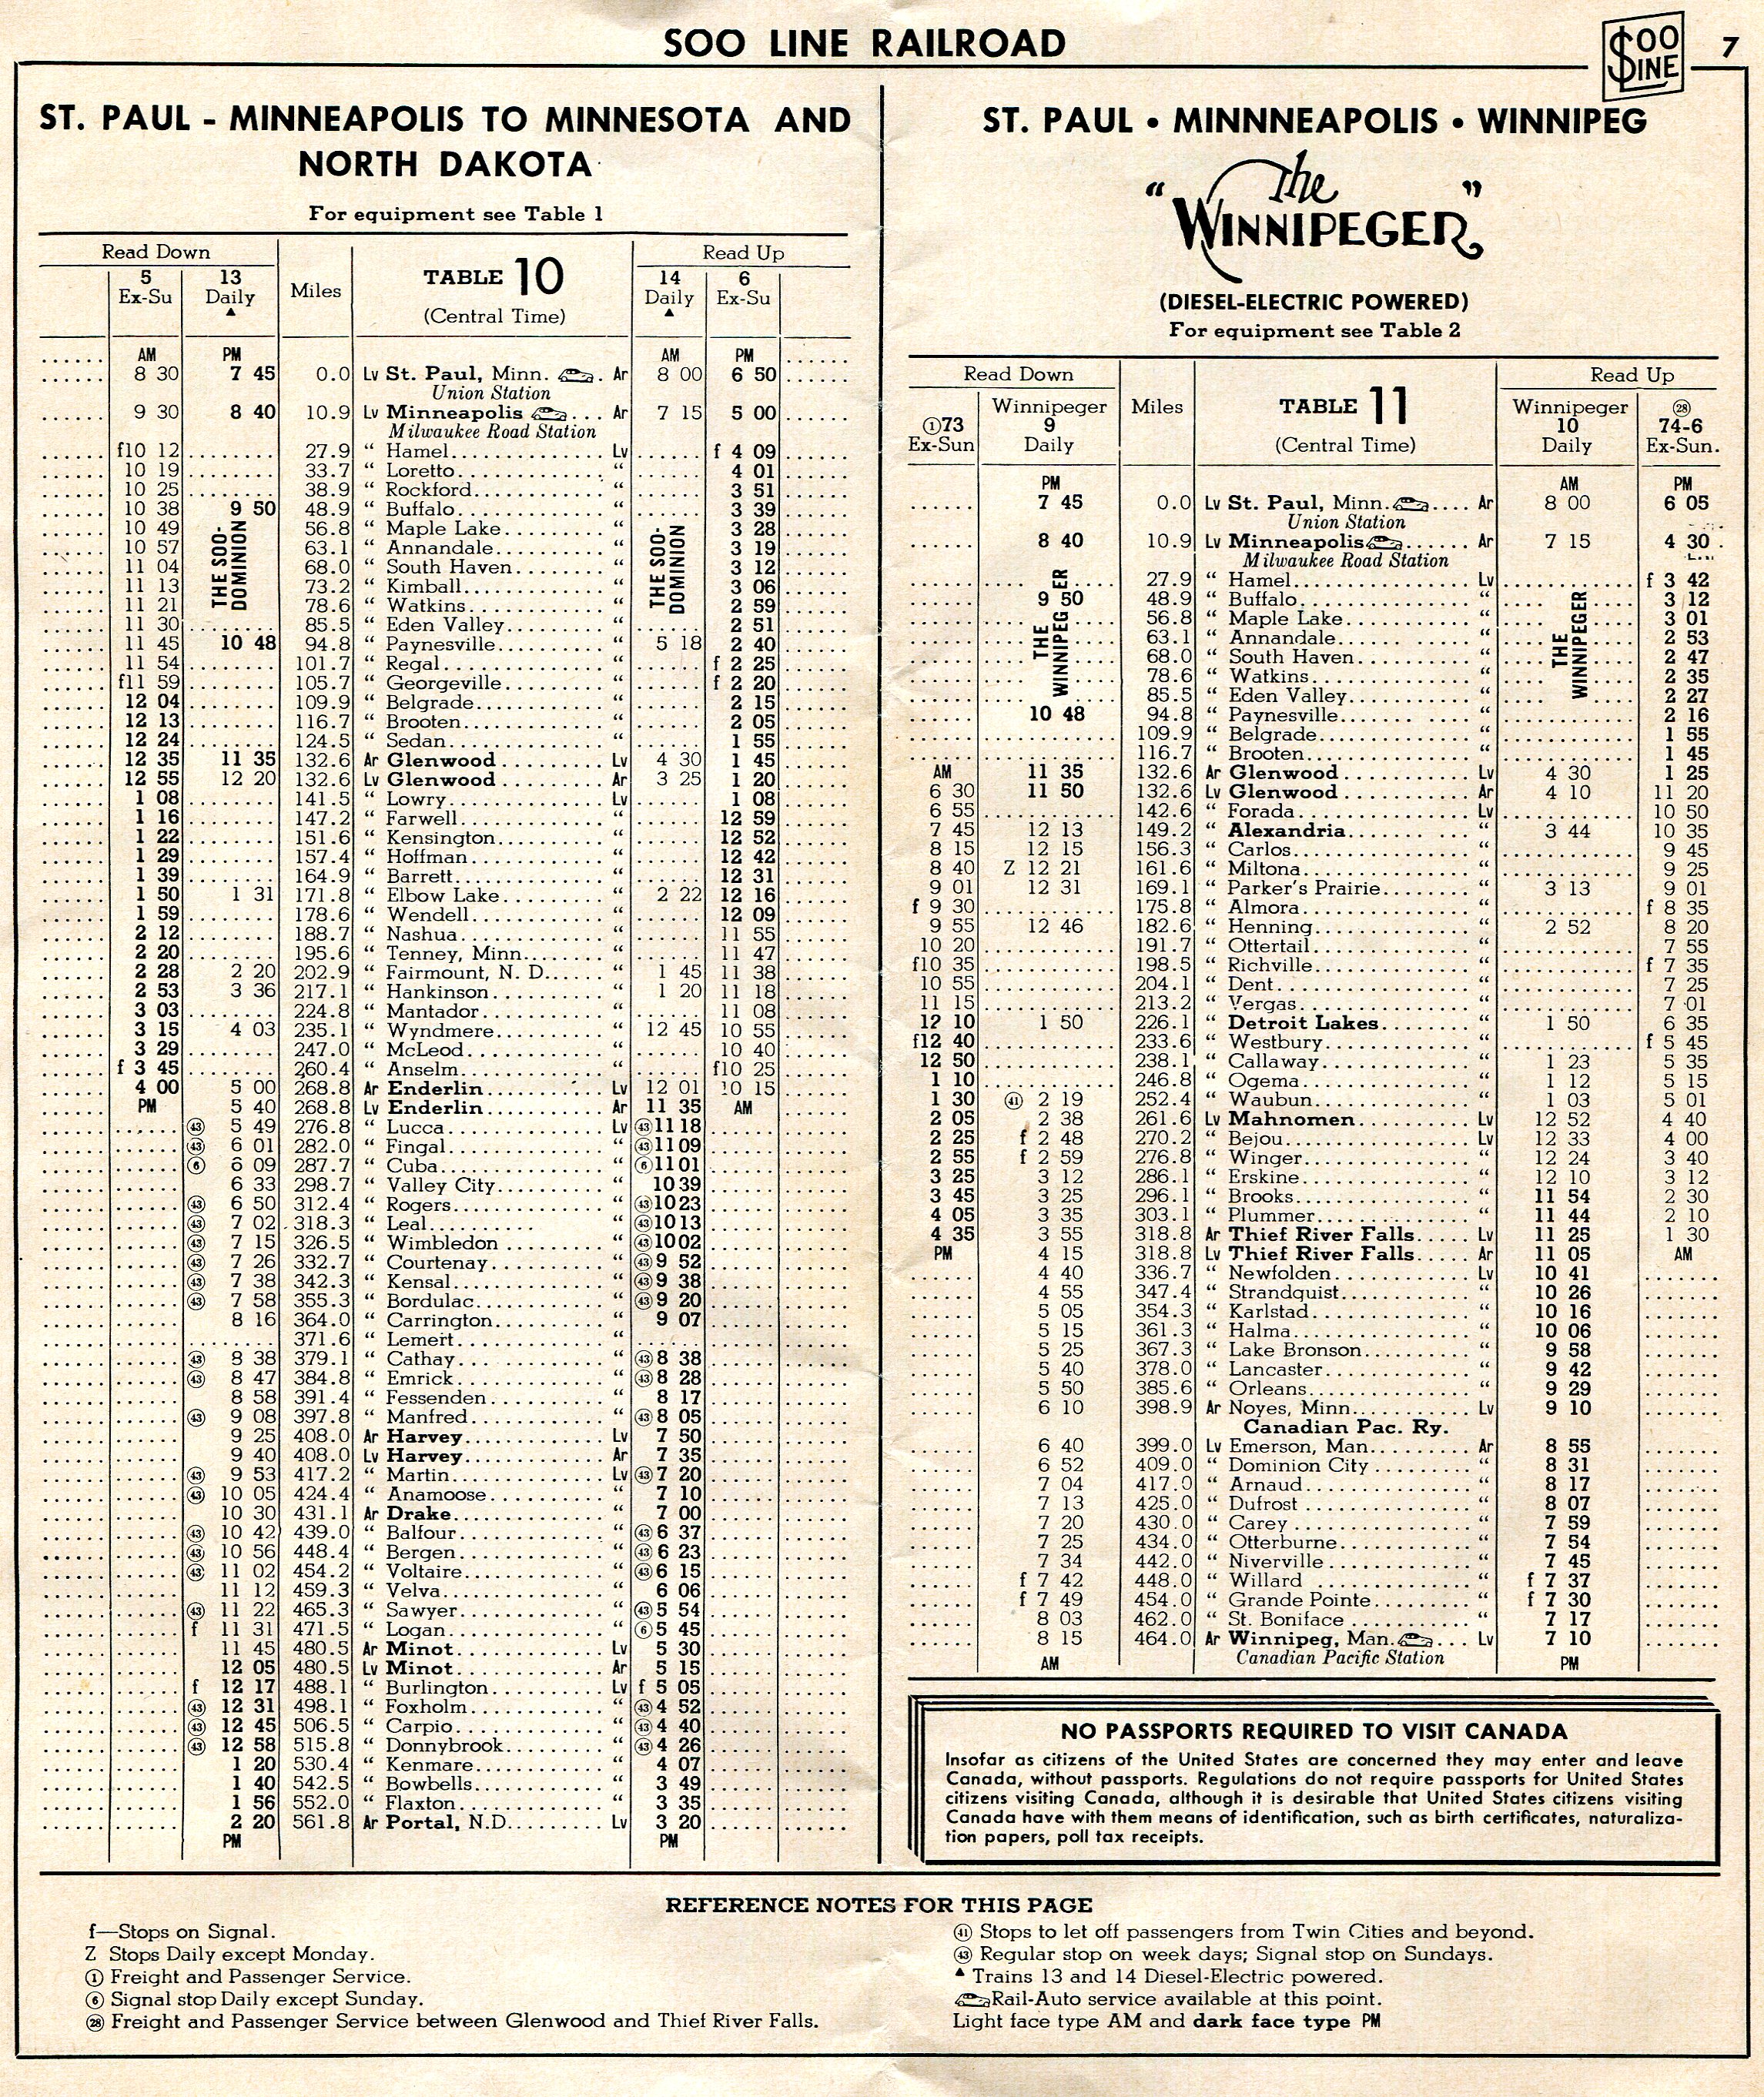 SOO LINE RAILROAD
SOO LINE
7
ST. PAUL - MINNEAPOLIS TO MINNESOTA AND
NORTH DAKOTA
For equipment see Table 1
Read Down Read Up
5 13 Miles TABLE 10 14 6
Ex-Su Daily (Central Time) Daily Ex-Su
▲ ▲
AM PM AM PM
8 30 7 45 0.0 Lv St. Paul, Minn. Ar 8 00 6 50
Union Station
9 30 8 40 10.9 Lv Minneapolis Ar 7 15 5 00
Milwaukee Road Station
f10 12 27.9 “ Hamel Lv f 4 09
10 19 33.7 “ Loretto “ 4 01
10 25 38.9 “ Rockford “ 3 51
10 38 9 50 48.9 “ Buffalo “ 3 39
10 49 56.8 “ Maple Lake “ 3 28
10 57 63.1 “ Annandale “ 3 19
11 04 68.0 “ South Haven “ 3 12
11 13 73.2 “ Kimball “ 3 06
11 21 78.6 “ Watkins “ 2 59
THE SOO-DOMINION
THE SOO-DOMINION
11 30 85.5 “ Eden Valley “ 2 51
11 45 10 48 94.8 “ Paynesville “ 5 18 2 40
11 54 101.7 “ Regal “ f 2 25
f11 59 105.7 “ Georgeville “ f 2 20
12 04 109.9 “ Belgrade “ 2 15
12 13 116.7 “ Brooten “ 2 05
12 24 124.5 “ Sedan “ 1 55
12 35 11 35 132.6 Ar Glenwood Lv 4 30 1 45
12 55 12 20 132.6 Lv Glenwood Ar 3 25 1 20
1 08 141.5 “ Lowry Lv 1 08
1 16 147.2 “ Farwell “ 12 59
1 22 151.6 “ Kensington “ 12 52
1 29 157.4 “ Hoffman “ 12 42
1 39 164.9 “ Barrett “ 12 31
1 50 1 31 171.8 “ Elbow Lake “ 2 22 12 16
1 59 178.6 “ Wendell “ 12 09
2 12 188.7 “ Nashua “ 11 55
2 20 195.6 “ Tenney, Minn. “ 11 47
2 28 2 20 202.9 “ Fairmount, N. D. “ 1 45 11 38
2 53 3 36 217.1 “ Hankinson “ 1 20 11 18
3 03 224.8 “ Mantador “ 11 08
3 15 4 03 235.1 “ Wyndmere “ 12 45 10 55
3 29 247.0 “ McLeod “ 10 40
f 3 45 260.4 “ Anselm “ f10 25
4 00 5 00 268.8 Ar Enderlin Lv 12 01 10 15
PM 5 40 268.8 Lv Enderlin Ar 11 35 AM
㊸ 5 49 276.8 “ Lucca Lv ㊸11 18
㊸ 6 01 282.0 “ Fingal “ ㊸11 09
⑥ 6 09 287.7 “ Cuba “ ⑥11 01
6 33 298.7 “ Valley City “ 10 39
㊸ 6 50 312.4 “ Rogers “ ㊸10 23
㊸ 7 02 318.3 “ Leal “ ㊸10 13
㊸ 7 15 326.5 “ Wimbledon “ ㊸10 02
㊸ 7 26 332.7 “ Courtenay “ ㊸9 52
㊸ 7 38 342.3 “ Kensal “ ㊸9 38
㊸ 7 58 355.3 “ Bordulac “ ㊸9 20
8 16 364.0 “ Carrington “ 9 07
371.6 “ Lemert “
㊸ 8 38 379.1 “ Cathay “ ㊸8 38
㊸ 8 47 384.8 “ Emrick “ ㊸8 28
8 58 391.4 “ Fessenden “ 8 17
㊸ 9 08 397.8 “ Manfred “ ㊸8 05
9 25 408.0 Ar Harvey Lv 7 50
9 40 408.0 Lv Harvey Ar 7 35
㊸ 9 53 417.2 “ Martin Lv ㊸7 20
㊸ 10 05 424.4 “ Anamoose “ 7 10
10 30 431.1 Ar Drake “ 7 00
㊸ 10 42 439.0 “ Balfour “ ㊸6 37
㊸ 10 56 448.4 “ Bergen “ ㊸6 23
㊸ 11 02 454.2 “ Voltaire “ ㊸6 15
11 12 459.3 “ Velva “ 6 06
㊸ 11 22 465.3 “ Sawyer “ ㊸5 54
f 11 31 471.5 “ Logan “ ⑥5 45
11 45 480.5 Ar Minot Lv 5 30
12 05 480.5 Lv Minot Ar 5 15
f 12 17 488.1 “ Burlington Lv f 5 05
㊸ 12 31 498.1 “ Foxholm “ ㊸4 52
㊸ 12 45 506.5 “ Carpio “ ㊸4 40
㊸ 12 58 515.8 “ Donnybrook “ ㊸4 26
1 20 530.4 “ Kenmare “ 4 07
1 40 542.5 “ Bowbells “ 3 49
1 56 552.0 “ Flaxton “ 3 35
2 20 561.8 Ar Portal, N.D. Lv 3 20
PM PM
ST. PAUL • MINNNEAPOLIS • WINNIPEG
“The WINNIPEGER”
(DIESEL-ELECTRIC POWERED)
For equipment see Table 2
Read Down Read Up
①73 Winnipeger 9 Miles TABLE 11 Winnipeger 10 ㉘ 74-6
Ex-Sun Daily (Central Time) Daily Ex-Sun.
PM AM PM
7 45 0.0 Lv St. Paul, Minn. Ar 8 00 6 05
Union Station
8 40 10.9 Lv Minneapolis Ar 7 15 4 30
Milwaukee Road Station
27.9 “ Hamel Lv f 3 42
9 50 48.9 “ Buffalo “ 3 12
56.8 “ Maple Lake “ 3 01
63.1 “ Annandale “ 2 53
68.0 “ South Haven “ 2 47
78.6 “ Watkins “ 2 35
85.5 “ Eden Valley “ 2 27
THE WINNIPEGER
THE WINNIPEGER
10 48 94.8 “ Paynesville “ 2 16
109.9 “ Belgrade “ 1 55
116.7 “ Brooten “ 1 45
AM 11 35 132.6 Ar Glenwood Lv 4 30 1 25
6 30 11 50 132.6 Lv Glenwood Ar 4 10 11 20
6 55 142.6 “ Forada Lv 10 50
7 45 12 13 149.2 “ Alexandria “ 3 44 10 35
8 15 12 15 156.3 “ Carlos “ 9 45
8 40 Z 12 21 161.6 “ Miltona “ 9 25
9 01 12 31 169.1 “ Parker's Prairie “ 3 13 9 01
f 9 30 175.8 “ Almora “ f 8 35
9 55 12 46 182.6 “ Henning “ 2 52 8 20
10 20 191.7 “ Ottertail “ 7 55
f10 35 198.5 “ Richville “ f 7 35
10 55 204.1 “ Dent “ 7 25
11 15 213.2 “ Vergas “ 7 01
12 10 1 50 226.1 “ Detroit Lakes “ 1 50 6 35
f12 40 233.6 “ Westbury “ f 5 45
12 50 238.1 “ Callaway “ 1 23 5 35
1 10 246.8 “ Ogema “ 1 12 5 15
1 30 ㊶ 2 19 252.4 “ Waubun “ 1 03 5 01
2 05 2 38 261.6 Lv Mahnomen Lv 12 52 4 40
2 25 f 2 48 270.2 “ Bejou Lv 12 33 4 00
2 55 f 2 59 276.8 “ Winger “ 12 24 3 40
3 25 3 12 286.1 “ Erskine “ 12 10 3 12
3 45 3 25 296.1 “ Brooks “ 11 54 2 30
4 05 3 35 303.1 “ Plummer “ 11 44 2 10
4 35 3 55 318.8 Ar Thief River Falls Lv 11 25 1 30
PM 4 15 318.8 Lv Thief River Falls Ar 11 05 AM
4 40 336.7 “ Newfolden Lv 10 41
4 55 347.4 “ Strandquist “ 10 26
5 05 354.3 “ Karlstad “ 10 16
5 15 361.3 “ Halma “ 10 06
5 25 367.3 “ Lake Bronson “ 9 58
5 40 378.0 “ Lancaster “ 9 42
5 50 385.6 “ Orleans “ 9 29
6 10 398.9 Ar Noyes, Minn. Lv 9 10
Canadian Pac. Ry.
6 40 399.0 Lv Emerson, Man. Ar 8 55
6 52 409.0 “ Dominion City “ 8 31
7 04 417.0 “ Arnaud “ 8 17
7 13 425.0 “ Dufrost “ 8 07
7 20 430.0 “ Carey “ 7 59
7 25 434.0 “ Otterburne “ 7 54
7 34 442.0 “ Niverville “ 7 45
f 7 42 448.0 “ Willard “ f 7 37
f 7 49 454.0 “ Grande Pointe “ f 7 30
8 03 462.0 “ St. Boniface “ 7 17
8 15 464.0 Ar Winnipeg, Man. Lv 7 10
AM Canadian Pacific Station PM
NO PASSPORTS REQUIRED TO VISIT CANADA
Insofar as citizens of the United States are concerned they may enter and leave
Canada, without passports. Regulations do not require passports for United States
citizens visiting Canada, although it is desirable that United States citizens visiting
Canada have with them means of identification, such as birth certificates, naturaliza-
tion papers, poll tax receipts.
REFERENCE NOTES FOR THIS PAGE
f—Stops on Signal.
Z Stops Daily except Monday.
① Freight and Passenger Service.
⑥ Signal stop Daily except Sunday.
㉘ Freight and Passenger Service between Glenwood and Thief River Falls.
㊶ Stops to let off passengers from Twin Cities and beyond.
㊸ Regular stop on week days; Signal stop on Sundays.
▲ Trains 13 and 14 Diesel-Electric powered.
Rail-Auto service available at this point.
Light face type AM and dark face type PM